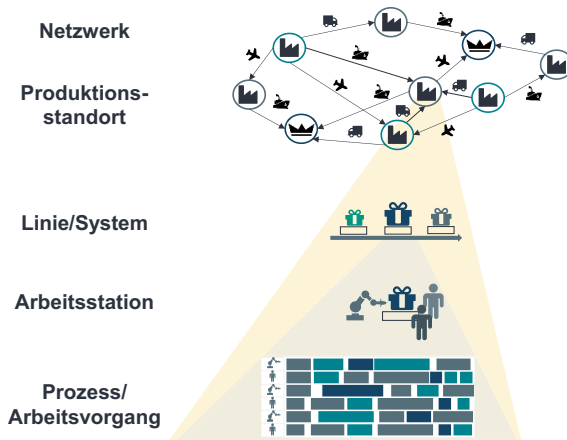 Netzwerk
Produktions-
standort
Linie/System
Arbeitsstation
Prozess/
Arbeitsvorgang